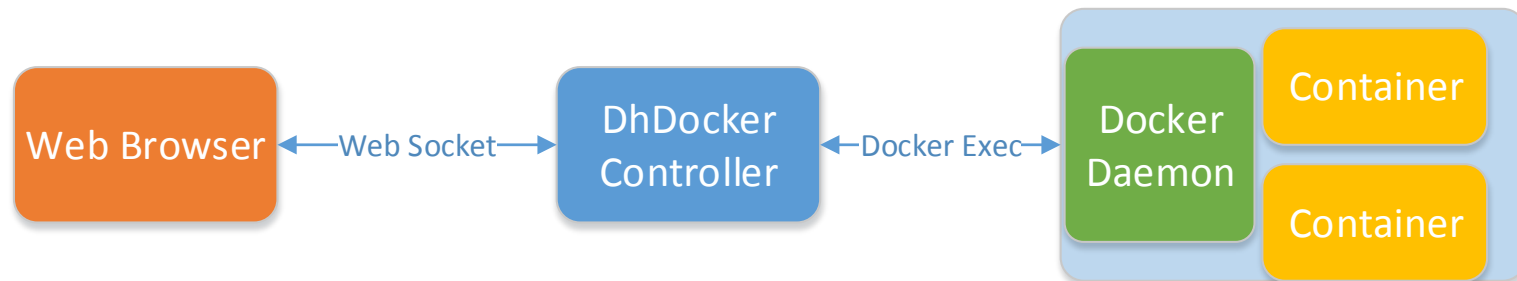 Web Browser
Web Socket
DhDocker
Controller
Docker Exec
Docker
Daemon
Container
Container